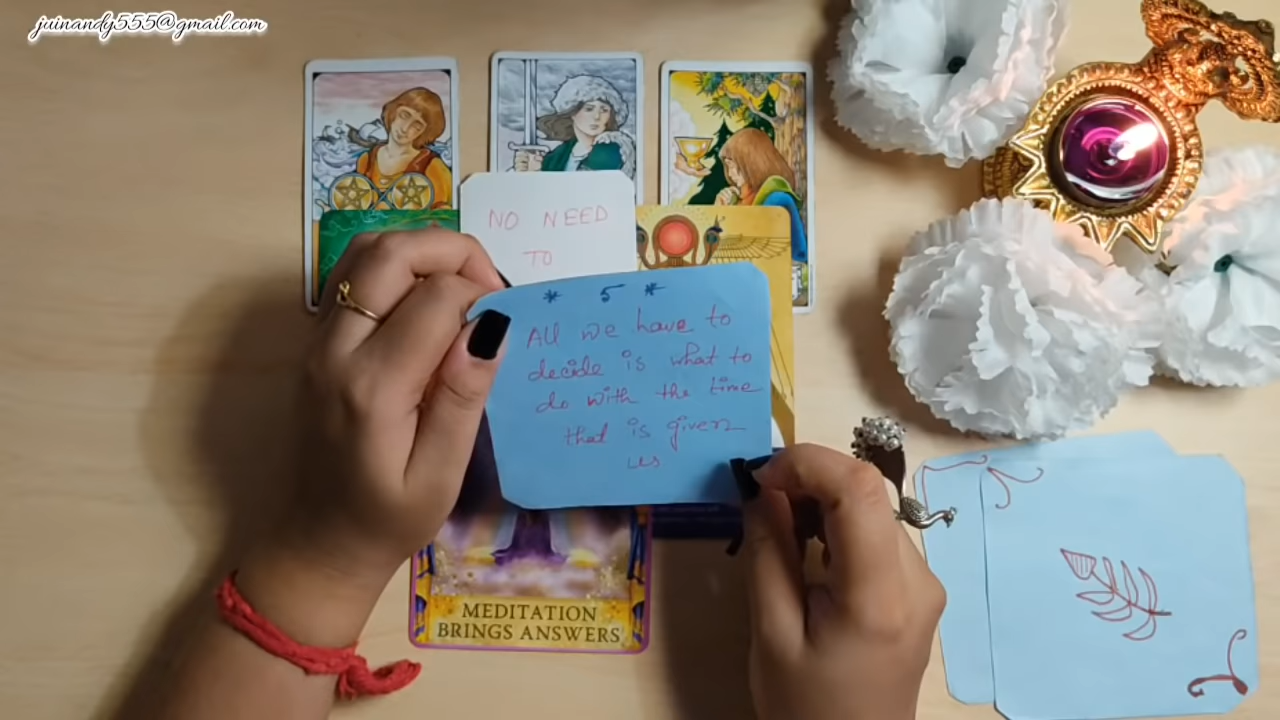 juinandy555@gmail.com
NO NEED
TO
* 5 *
All we have to
decide is what to
do with the time
that is given
us
MEDITATION
BRINGS ANSWERS